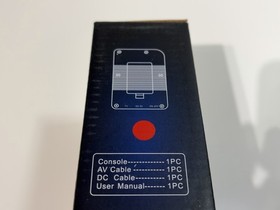 Console------------1PC
AV Cable -----------1PC
DC  Cable----------1PC
User Manual-------1PC